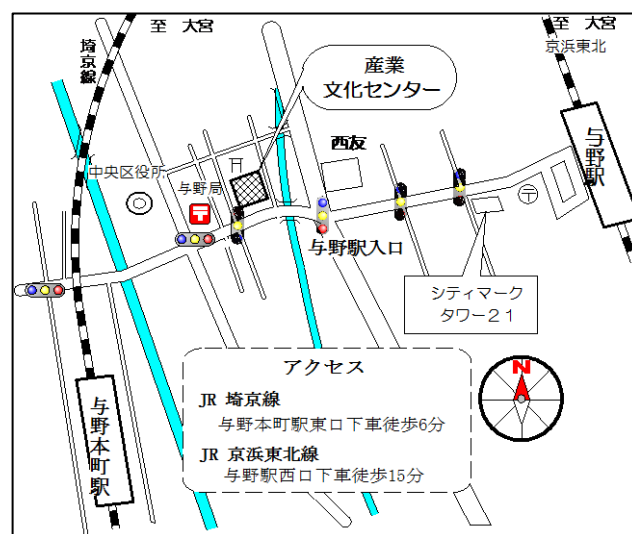 至 大宮
埼京線
産業
文化センター
至 大宮
京浜東北
与野駅
西友
中央区役所
与野局
与野駅入口
シティマーク
タワー２１
アクセス
JR 埼京線
与野本町駅東口下車徒歩6分
JR 京浜東北線
与野駅西口下車徒歩15分
N
与野本町駅